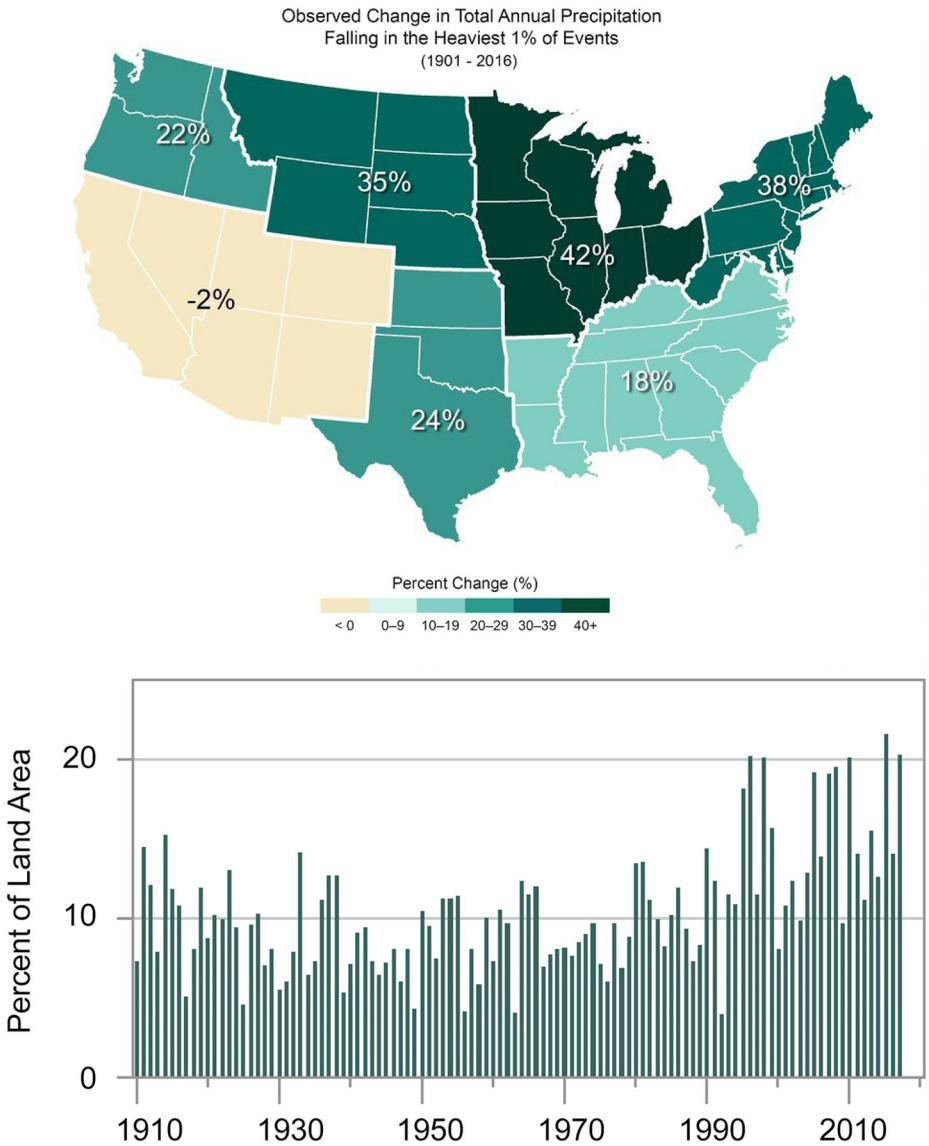 Observed Change in Total Annual Precipitation
Falling in the Heaviest 1% of Events
(1901 - 2016)
22%
35%
38%
42%
-2%
18%
24%
Percent Change (%)
< 0 0–9 10–19 20–29 30–39 40+
Percent of Land Area
20
10
0
1910 1930 1950 1970 1990 2010